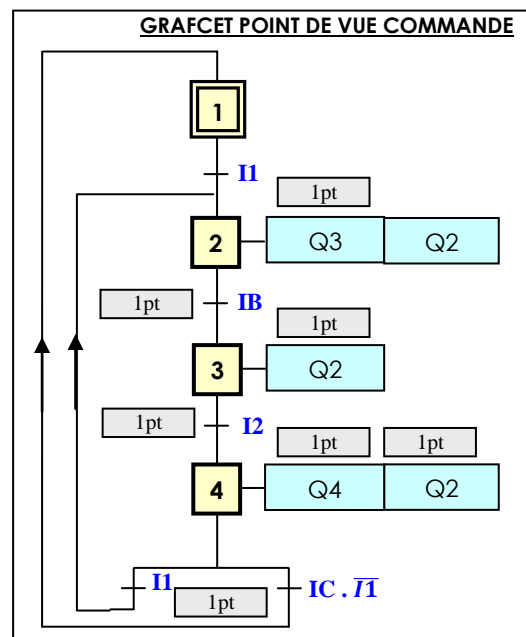 GRAFCET POINT DE VUE COMMANDE
1
I1
1pt
2 Q3 Q2
1pt IB
1pt
3 Q2
1pt I2
1pt 1pt
4 Q4 Q2
I1 IC . I̅1̅
1pt